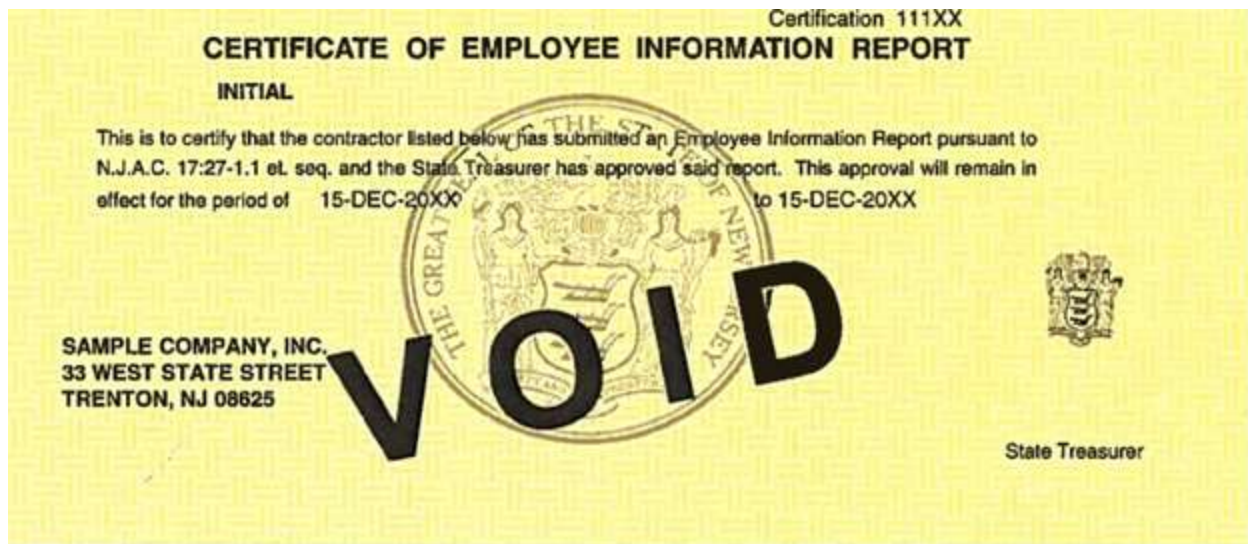 Certification 111XX
CERTIFICATE OF EMPLOYEE INFORMATION REPORT
INITIAL
This is to certify that the contractor listed below has submitted an Employee Information Report pursuant to
N.J.A.C. 17:27-1.1 et. seq. and the State Treasurer has approved said report. This approval will remain in
effect for the period of 15-DEC-20XX to 15-DEC-20XX
THE GREAT SEAL OF THE STATE OF NEW JERSEY
SAMPLE COMPANY, INC.
33 WEST STATE STREET
TRENTON, NJ 08625
VOID
State Treasurer